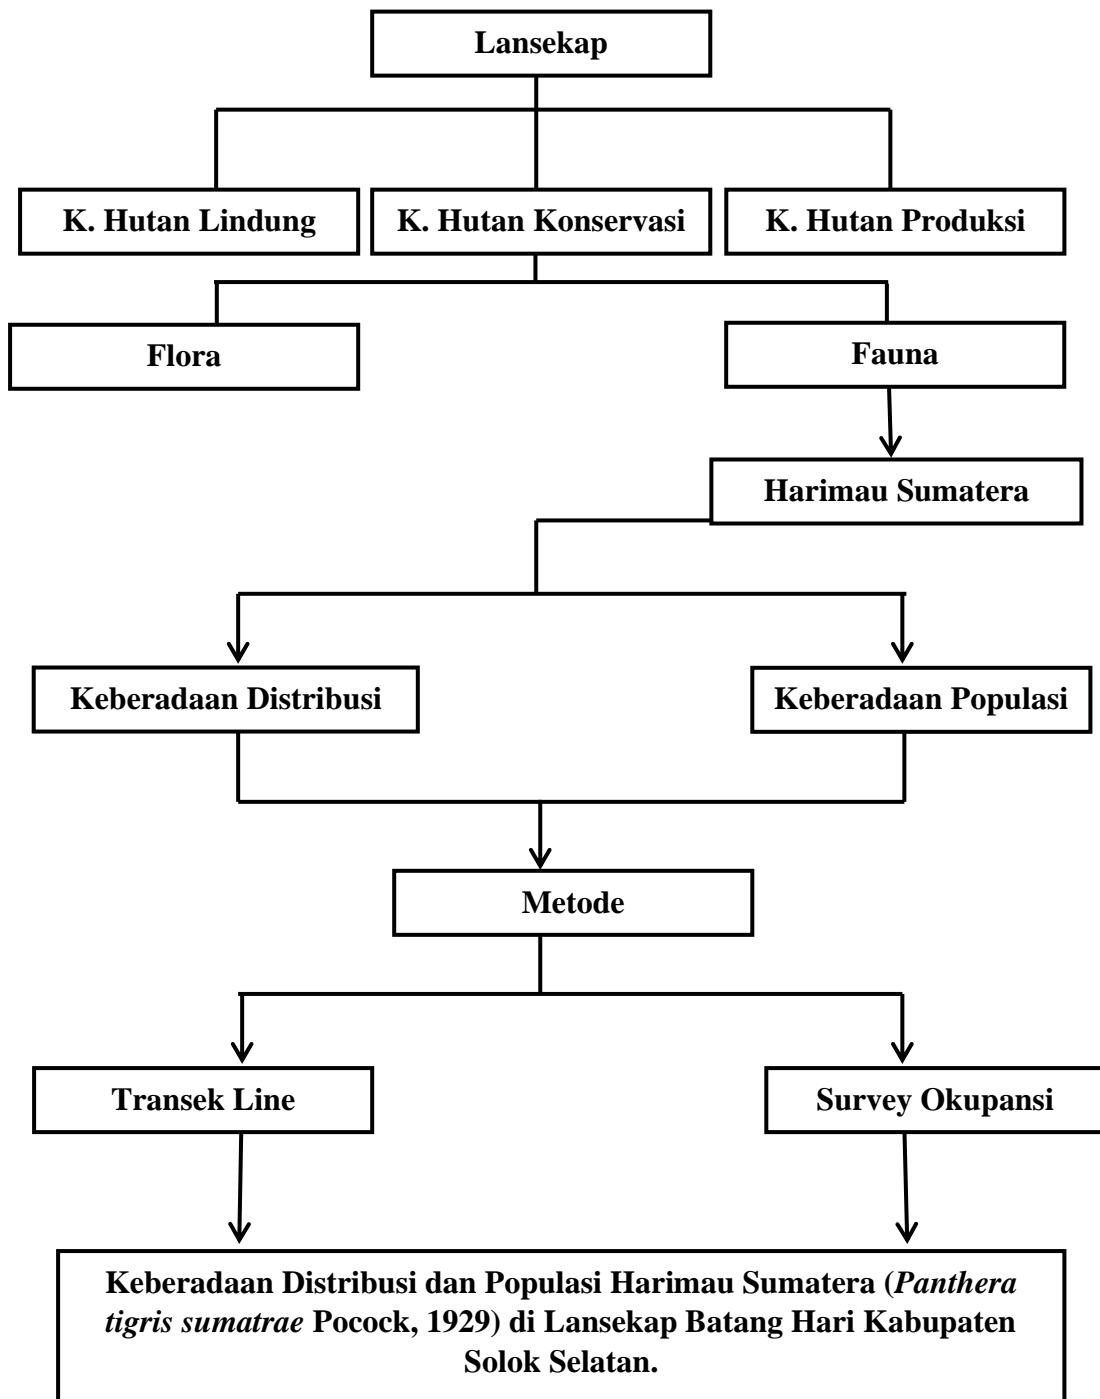 Lansekap
K. Hutan Lindung
K. Hutan Konservasi
K. Hutan Produksi
Flora
Fauna
Harimau Sumatera
Keberadaan Distribusi
Keberadaan Populasi
Metode
Transek Line
Survey Okupansi
Keberadaan Distribusi dan Populasi Harimau Sumatera (Panthera
tigris sumatrae Pocock, 1929) di Lansekap Batang Hari Kabupaten
Solok Selatan.